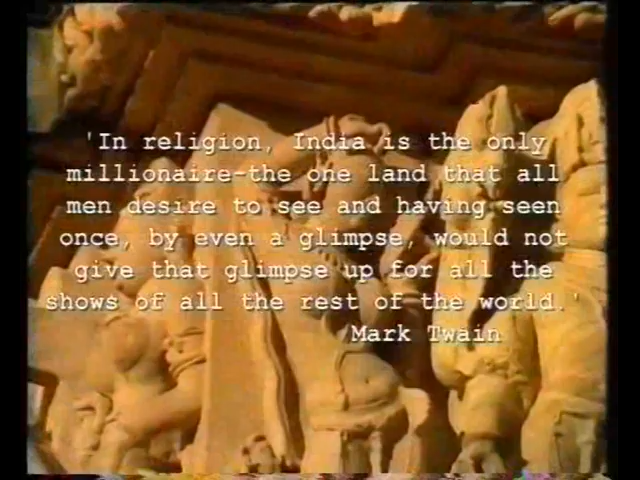 'In religion, India is the only
millionaire-the one land that all
men desire to see and having seen
once, by even a glimpse, would not
give that glimpse up for all the
shows of all the rest of the world.'
Mark Twain